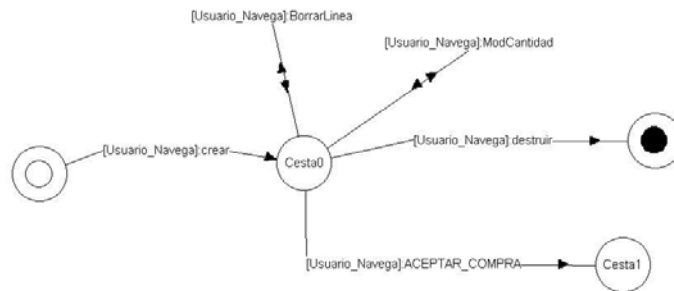 [Usuario_Navega]:BorrarLinea
[Usuario_Navega]:ModCantidad
[Usuario_Navega]:destruir
[Usuario_Navega]:crear
Cesta0
[Usuario_Navega]:ACEPTAR_COMPRA
Cesta1